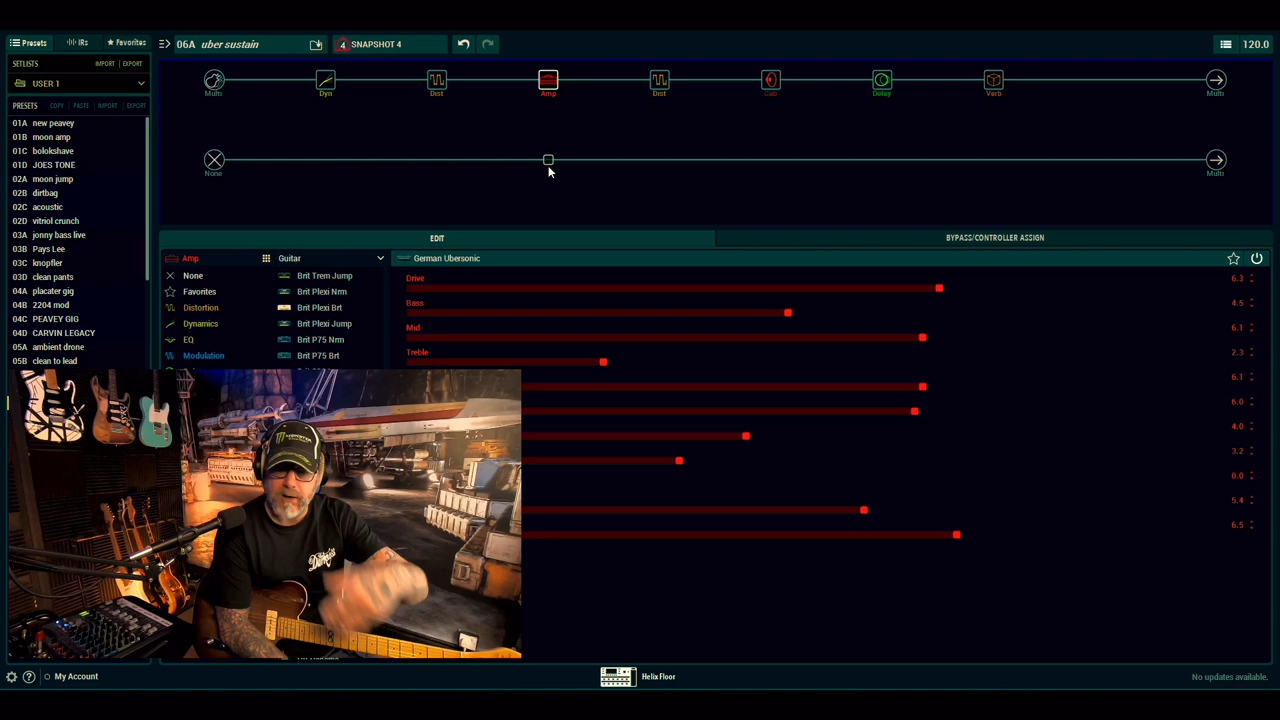 Presets IRs Favorites 06A uber sustain 4 SNAPSHOT 4 120.0
SETLISTS IMPORT EXPORT
USER 1
PRESETS COPY PASTE IMPORT EXPORT
01A new peavey
01B moon amp
01C bolokshave
01D JOES TONE
02A moon jump
02B dirtbag
02C acoustic
02D vitriol crunch
03A jonny bass live
03B Pays Lee
03C knopfler
03D clean pants
04A placater gig
04B 2204 mod
04C PEAVEY GIG
04D CARVIN LEGACY
05A ambient drone
05B clean to lead
Multi Dyn Dist Amp Dist Cab Delay Verb Multi
None Multi
EDIT BYPASS/CONTROLLER ASSIGN
Amp Guitar German Ubersonic
None Brit Trem Jump
Favorites Brit Plexi Nrm
Distortion Brit Plexi Brt
Dynamics Brit Plexi Jump
EQ Brit P75 Nrm
Modulation Brit P75 Brt
Drive 6.3
Bass 4.5
Mid 6.1
Treble 2.3
6.1
6.0
4.0
3.2
0.0
5.4
6.5
My Account Helix Floor No updates available.